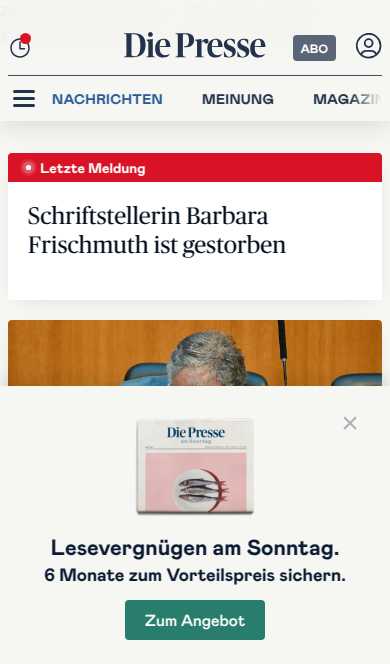 Die Presse
ABO
NACHRICHTEN MEINUNG MAGAZIN
Letzte Meldung
Schriftstellerin Barbara
Frischmuth ist gestorben
Die Presse
am Sonntag
Lesevergnügen am Sonntag.
6 Monate zum Vorteilspreis sichern.
Zum Angebot